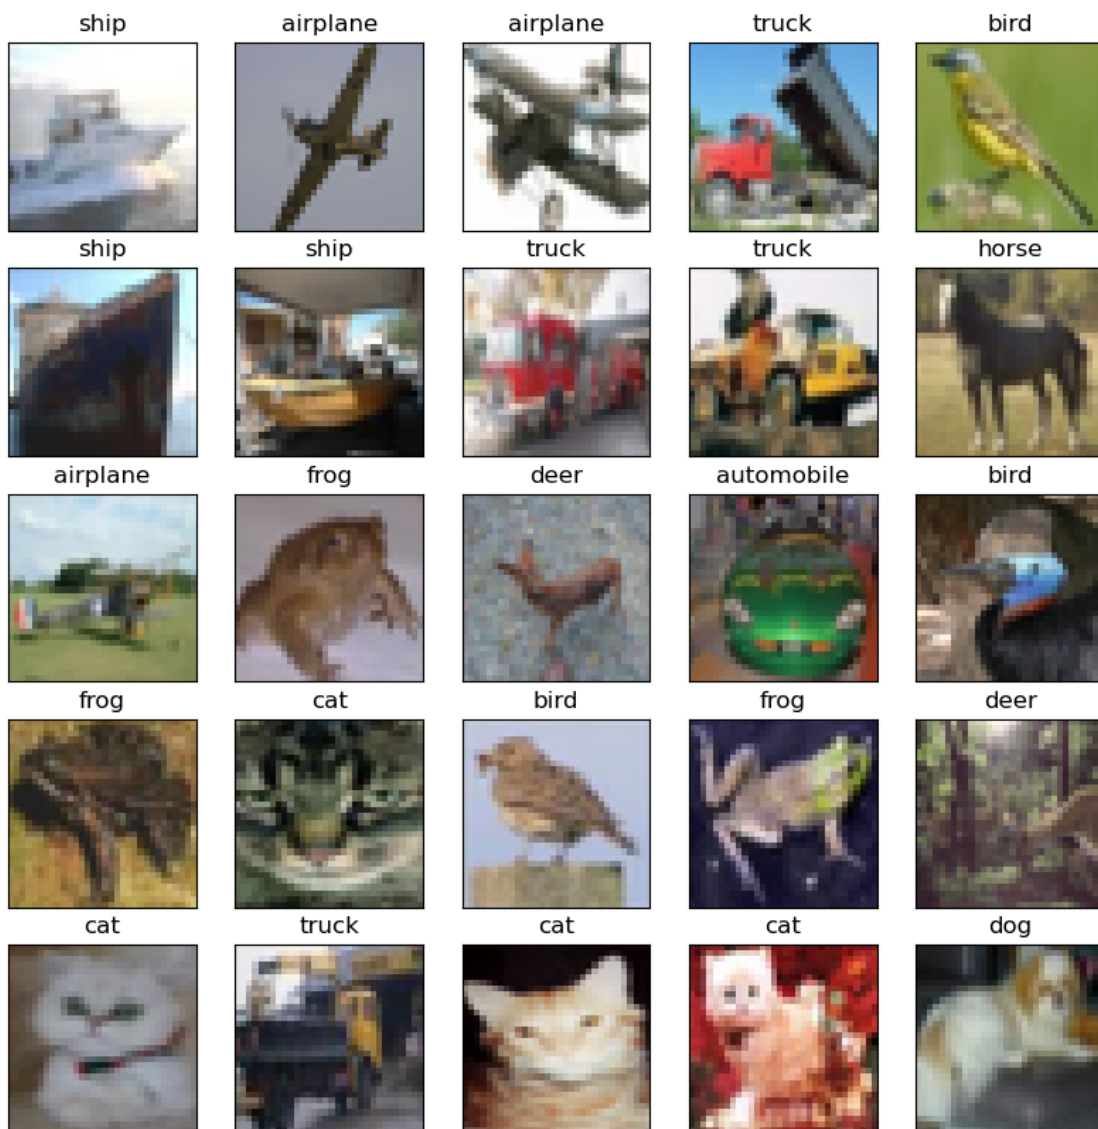 ship airplane airplane truck bird
ship ship truck truck horse
airplane frog deer automobile bird
frog cat bird frog deer
cat truck cat cat dog